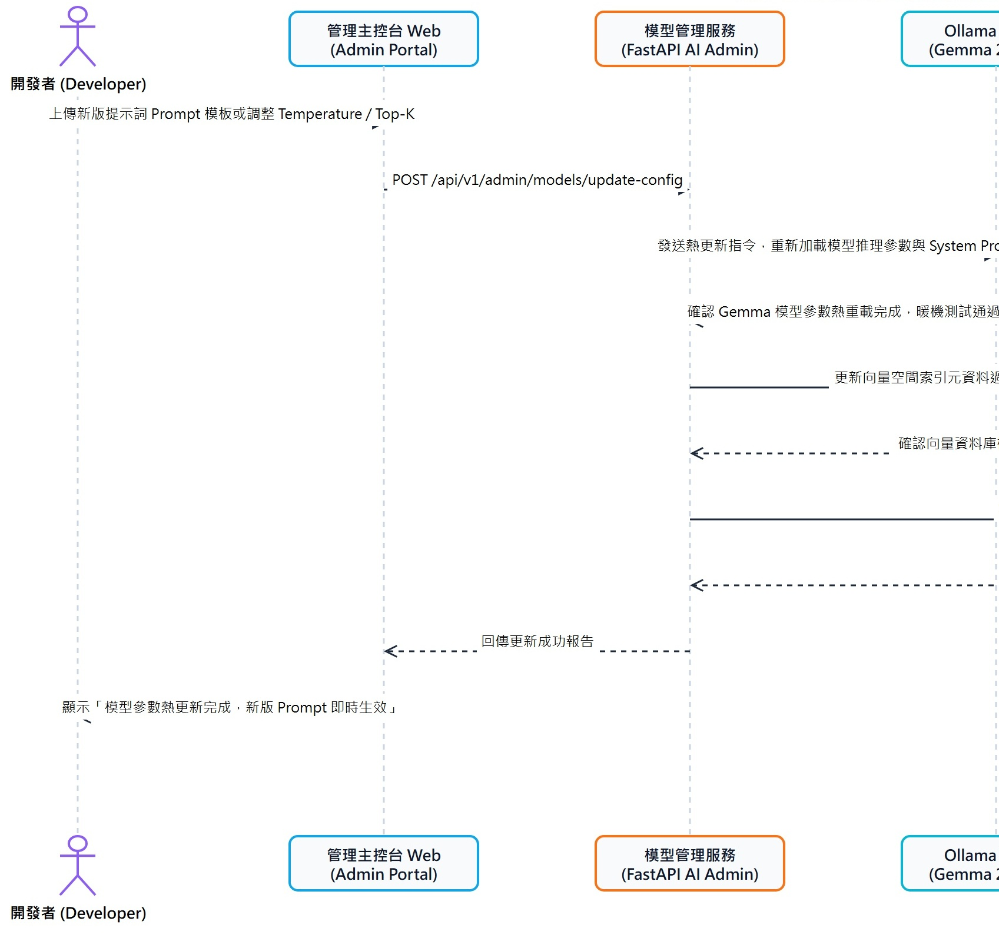 管理主控台 Web
(Admin Portal)
模型管理服務
(FastAPI AI Admin)
Ollama
(Gemma 2
開發者 (Developer)
上傳新版提示詞 Prompt 模板或調整 Temperature / Top-K
POST /api/v1/admin/models/update-config
發送熱更新指令，重新加載模型推理參數與 System Pro
確認 Gemma 模型參數熱重載完成，暖機測試通過
更新向量空間索引元資料過
確認向量資料庫
回傳更新成功報告
顯示「模型參數熱更新完成，新版 Prompt 即時生效」
管理主控台 Web
(Admin Portal)
模型管理服務
(FastAPI AI Admin)
Ollama
(Gemma 2
開發者 (Developer)